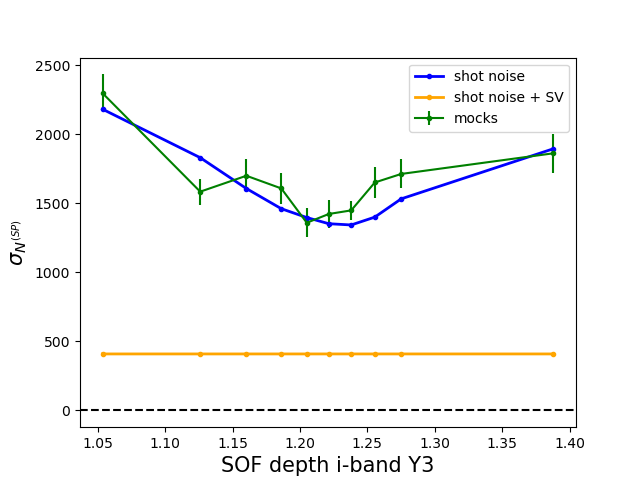 2500
2000
1500
1000
500
0
σ_N^(SP)
shot noise
shot noise + SV
mocks
1.05 1.10 1.15 1.20 1.25 1.30 1.35 1.40
SOF depth i-band Y3